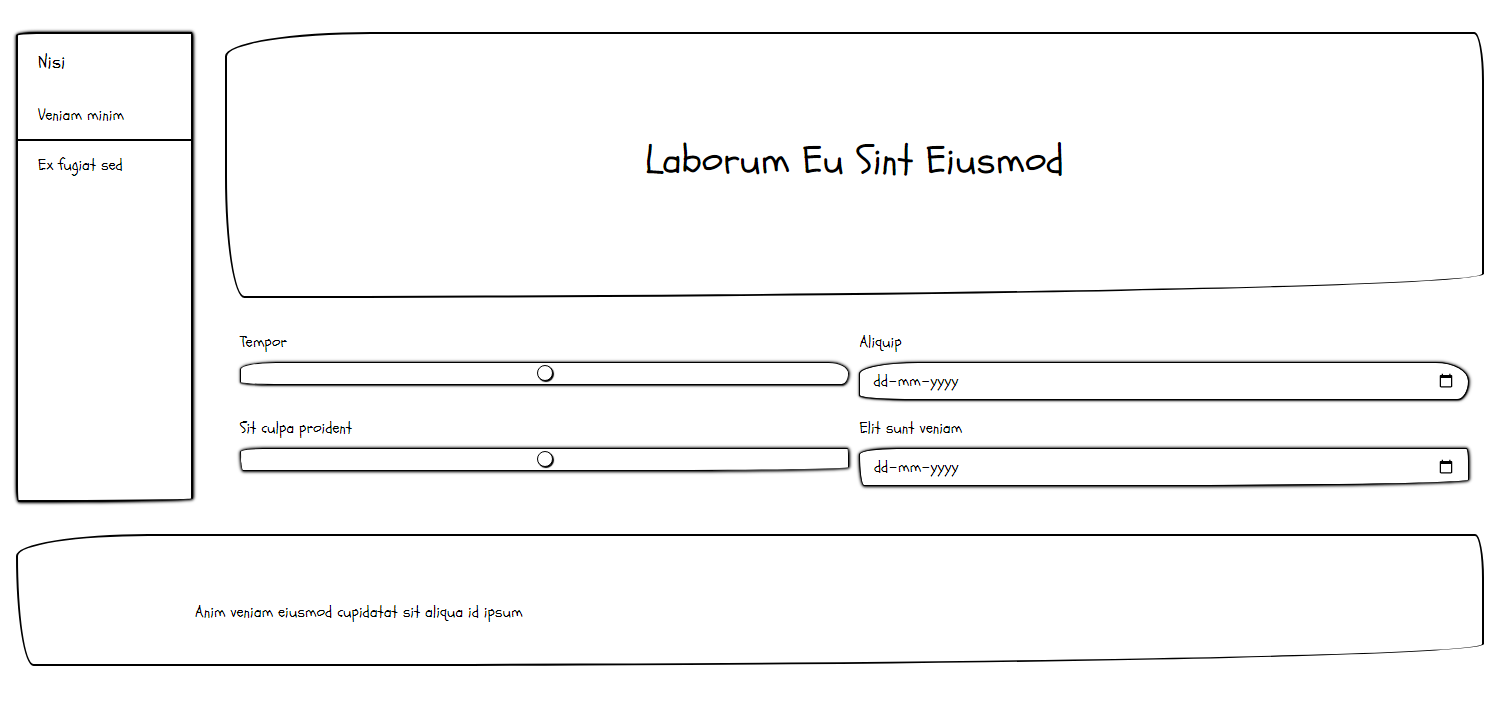 Nisi
Veniam minim
Ex fugiat sed
Laborum Eu Sint Eiusmod
Tempor
Aliquip
dd-mm-yyyy
Sit culpa proident
Elit sunt veniam
dd-mm-yyyy
Anim veniam eiusmod cupidatat sit aliqua id ipsum